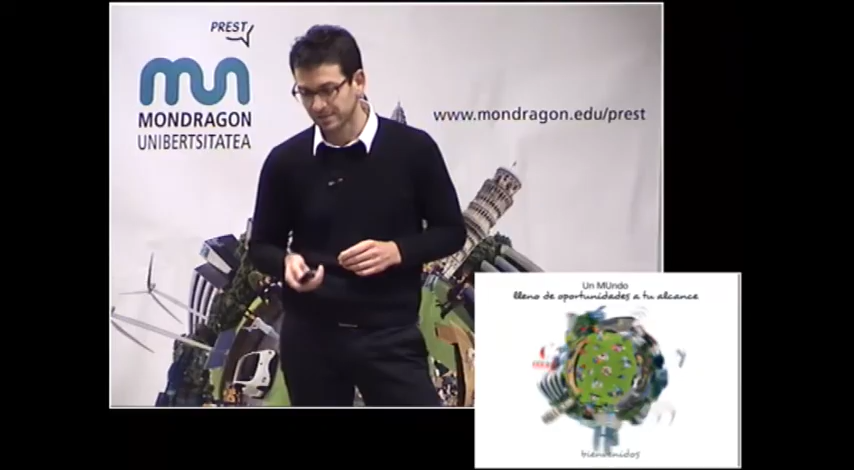 PREST
MONDRAGON
UNIBERTSITATEA
www.mondragon.edu/prest
Un MUndo
lleno de oportunidades a tu alcance
bienvenidos